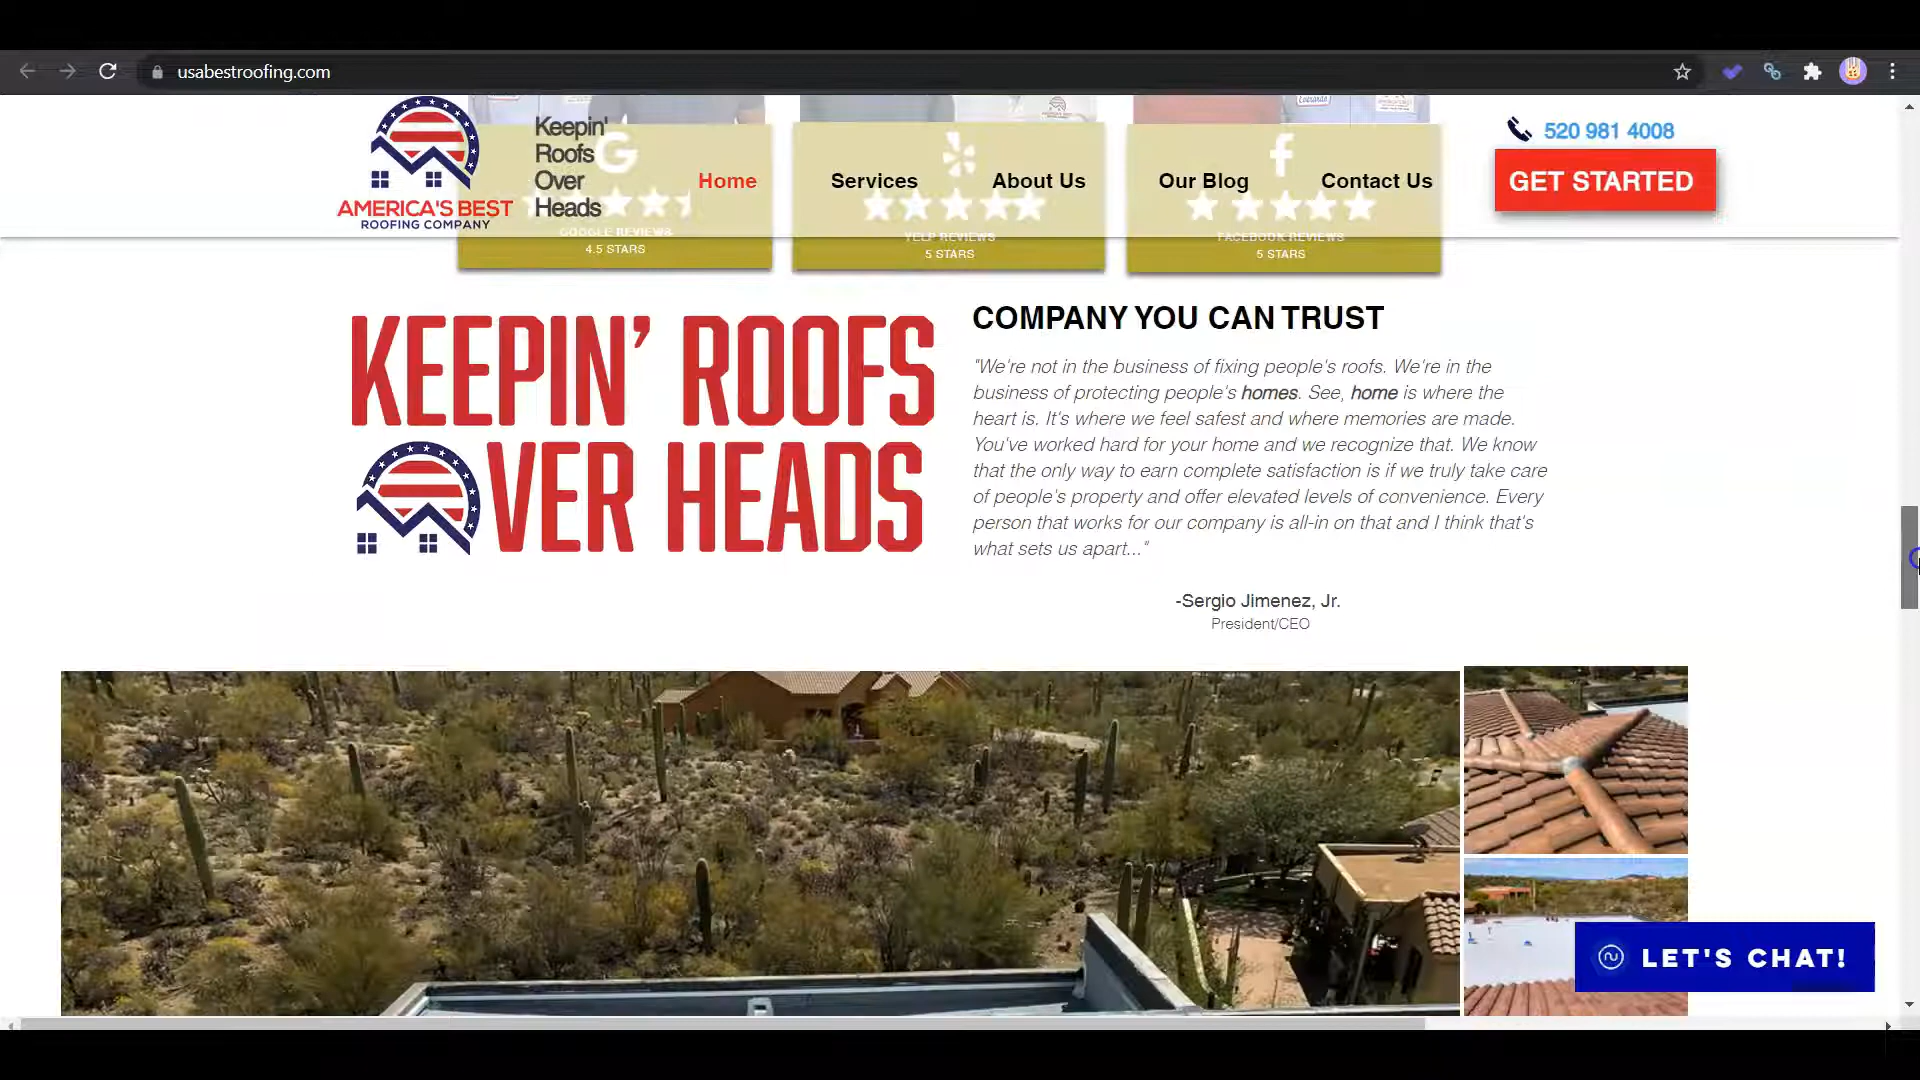 usabestroofing.com
AMERICA'S BEST
ROOFING COMPANY
Keepin'
Roofs
Over
Heads
Home
Services
About Us
Our Blog
Contact Us
520 981 4008
GET STARTED
GOOGLE REVIEWS
4.5 STARS
YELP REVIEWS
5 STARS
FACEBOOK REVIEWS
5 STARS
KEEPIN' ROOFS
VER HEADS
COMPANY YOU CAN TRUST
"We're not in the business of fixing people's roofs. We're in the
business of protecting people's homes. See, home is where the
heart is. It's where we feel safest and where memories are made.
You've worked hard for your home and we recognize that. We know
that the only way to earn complete satisfaction is if we truly take care
of people's property and offer elevated levels of convenience. Every
person that works for our company is all-in on that and I think that's
what sets us apart..."
-Sergio Jimenez, Jr.
President/CEO
LET'S CHAT!